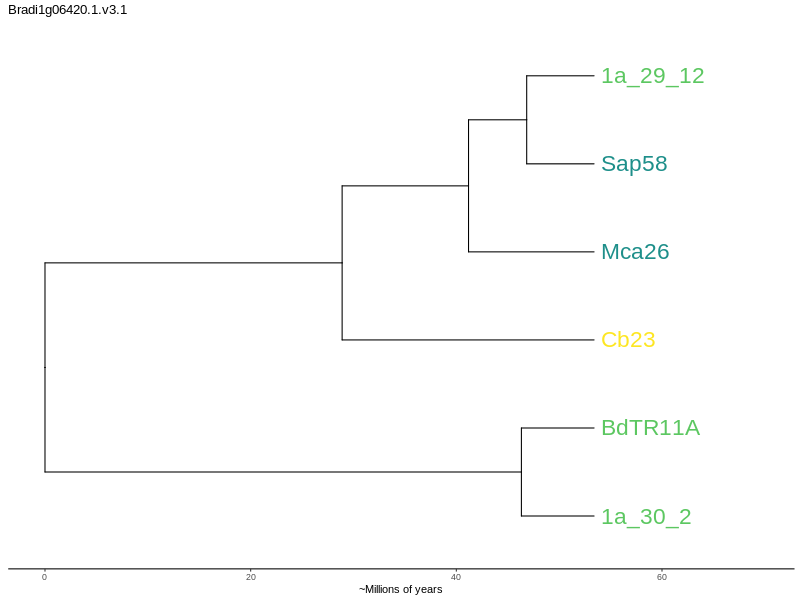 Bradi1g06420.1.v3.1
1a_29_12
Sap58
Mca26
Cb23
BdTR11A
1a_30_2
0 20 40 60
~Millions of years